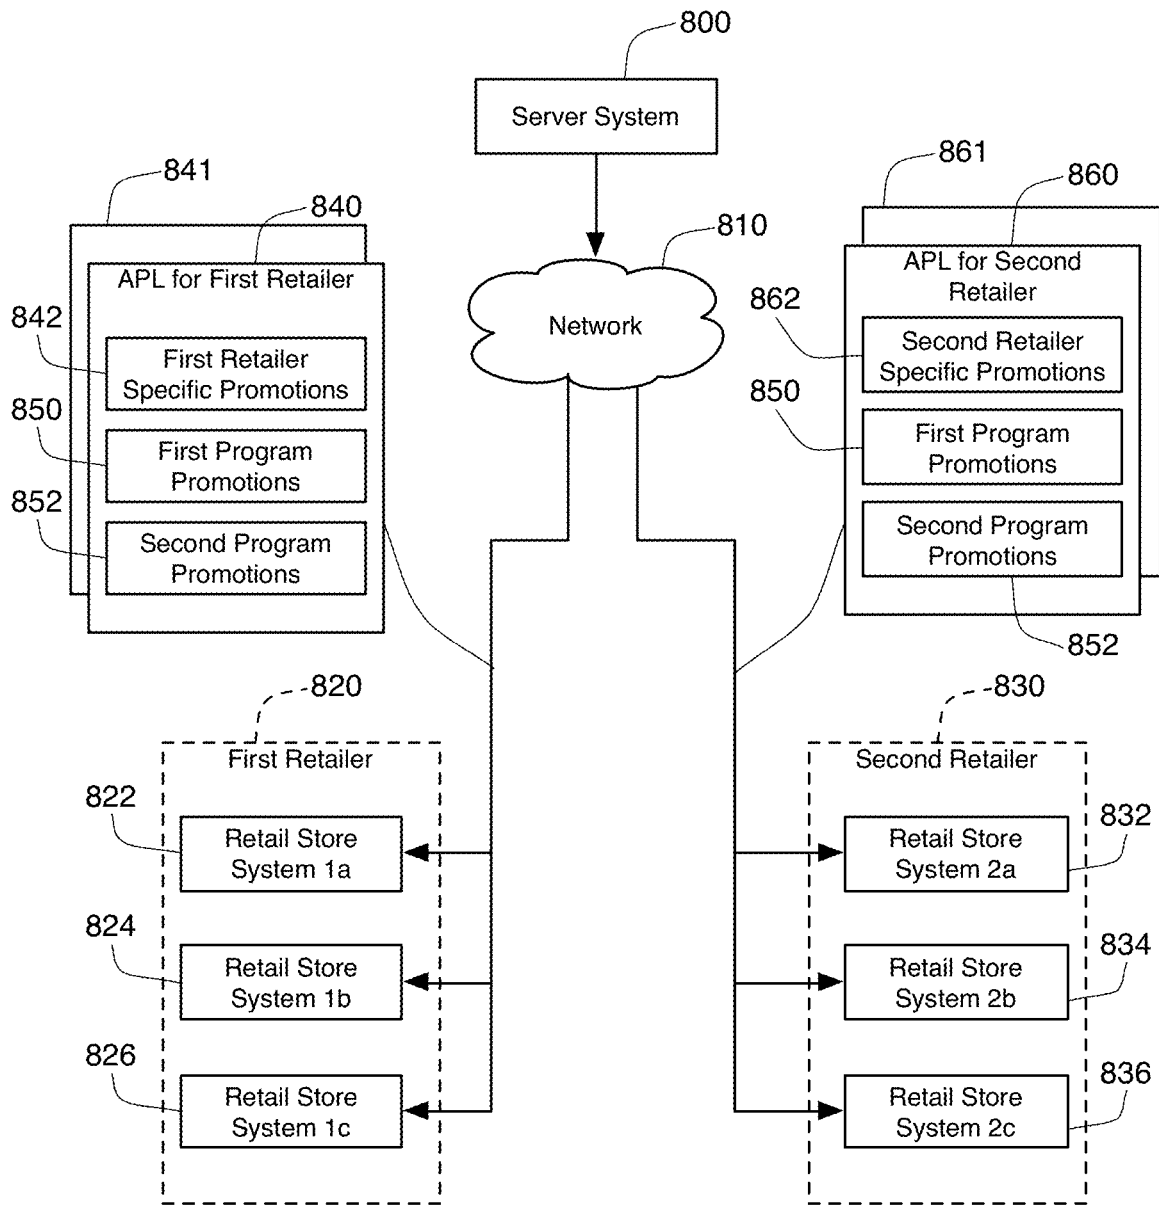 800
Server System
841
840
APL for First Retailer
842
First Retailer
Specific Promotions
850
First Program
Promotions
852
Second Program
Promotions
810
Network
861
860
APL for Second
Retailer
862
Second Retailer
Specific Promotions
850
First Program
Promotions
Second Program
Promotions
852
820
First Retailer
822
Retail Store
System 1a
824
Retail Store
System 1b
826
Retail Store
System 1c
830
Second Retailer
832
Retail Store
System 2a
834
Retail Store
System 2b
836
Retail Store
System 2c